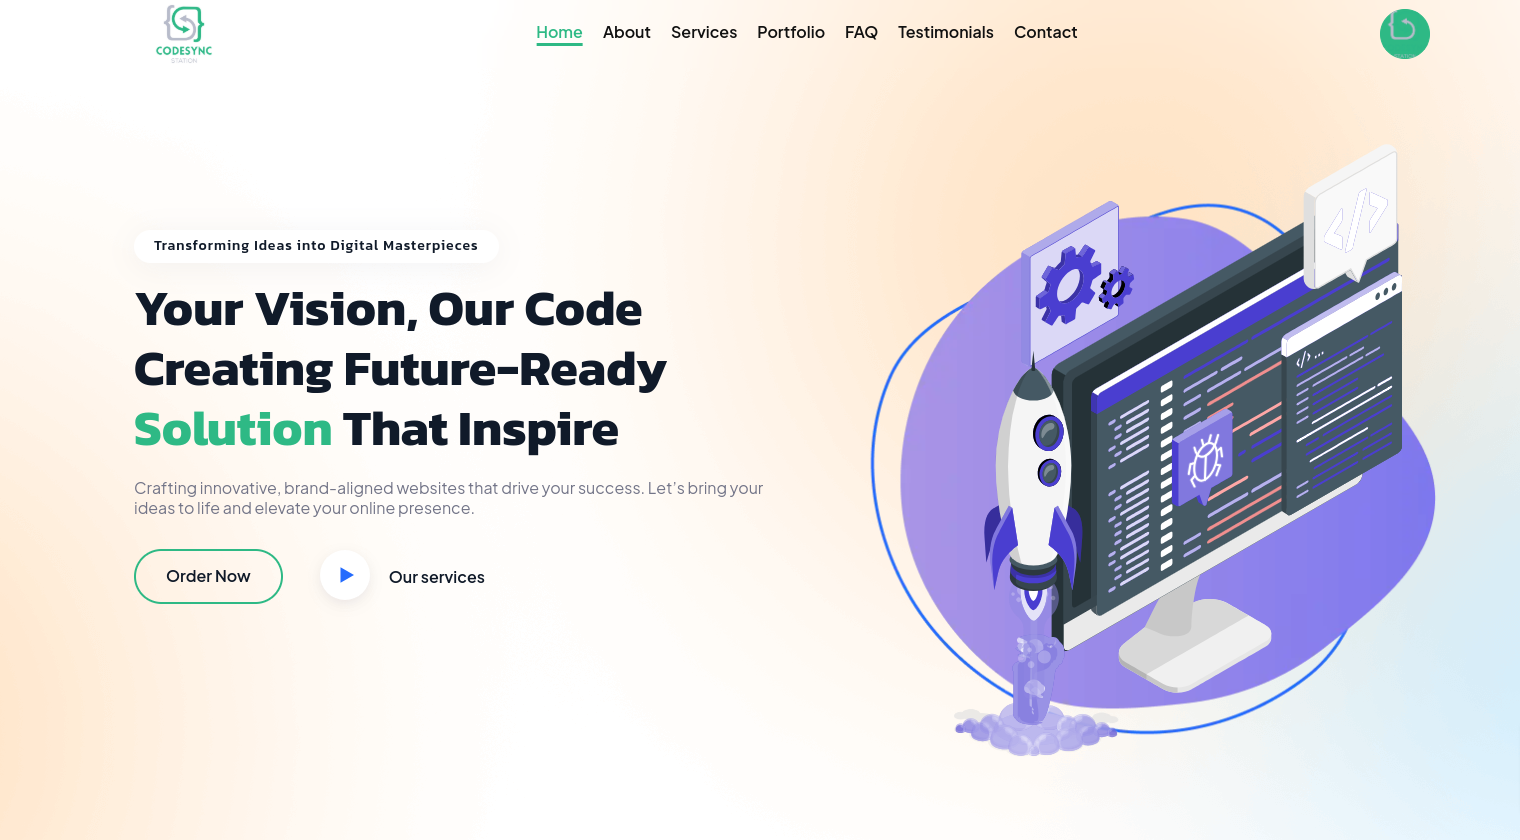 CODESYNC
STATION
Home About Services Portfolio FAQ Testimonials Contact
Transforming Ideas into Digital Masterpieces
Your Vision, Our Code
Creating Future-Ready
Solution That Inspire
Crafting innovative, brand-aligned websites that drive your success. Let's bring your
ideas to life and elevate your online presence.
Order Now
Our services